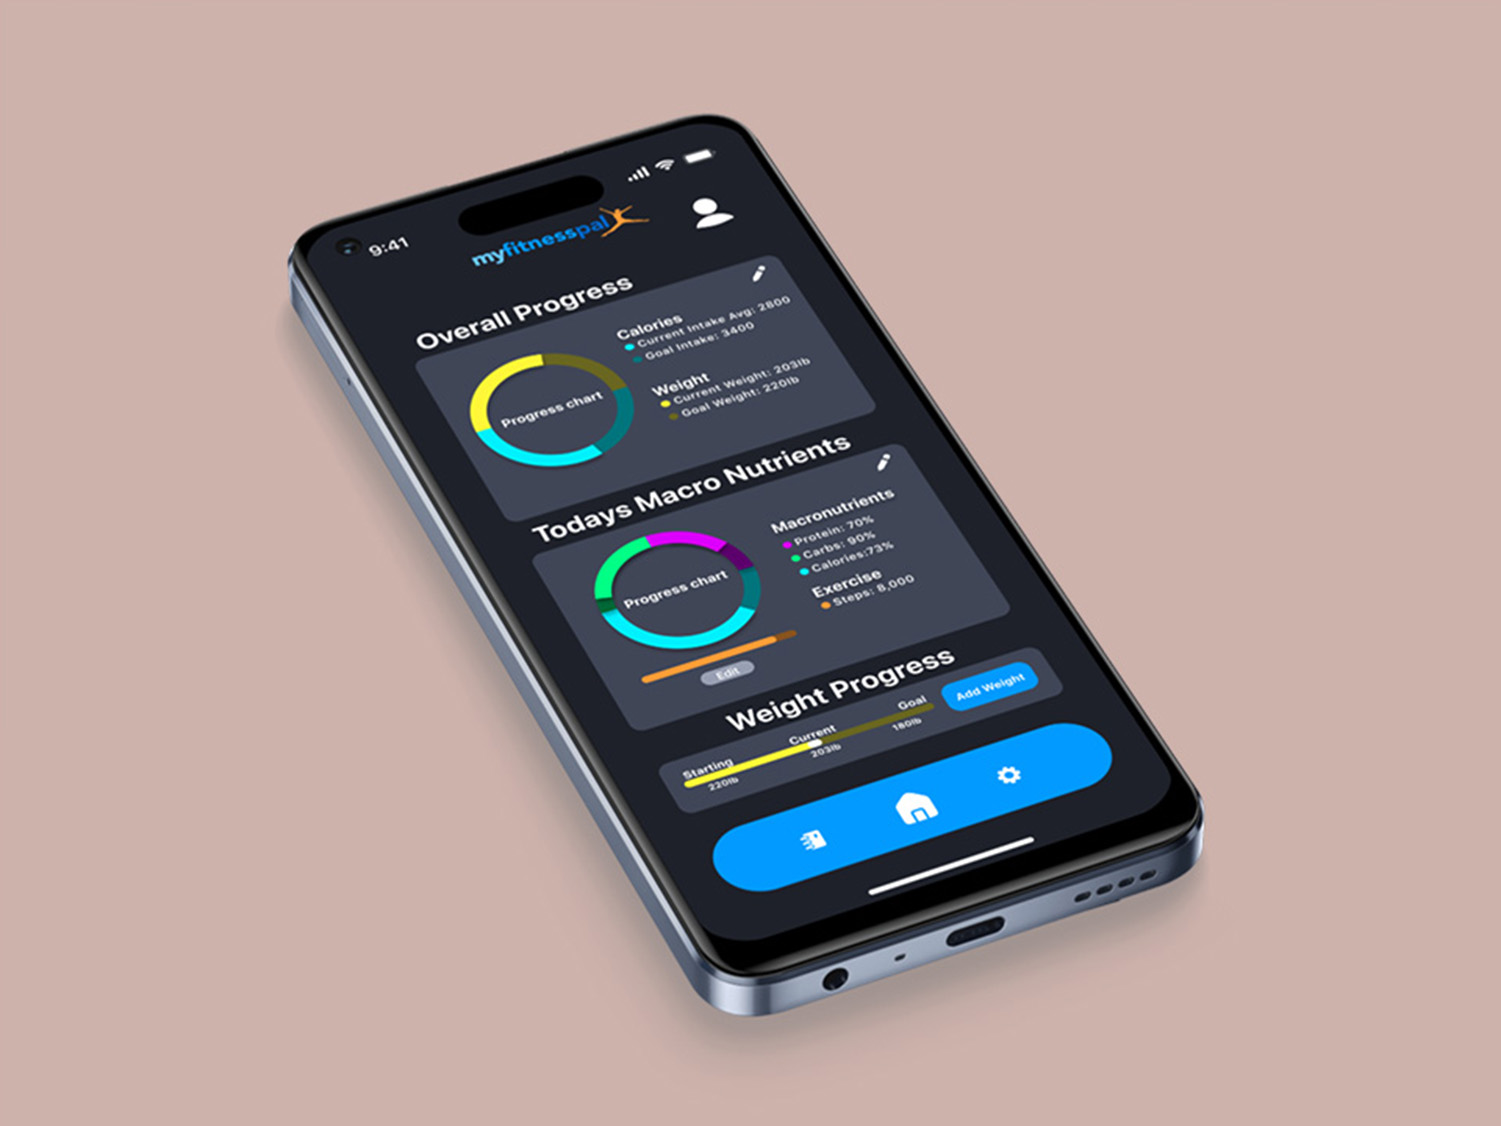 9:41
myfitnesspal
Overall Progress
Progress chart
Calories
Current Intake Avg: 2800
Goal Intake: 3400
Weight
Current Weight: 203lb
Goal Weight: 220lb
Todays Macro Nutrients
Progress chart
Macronutrients
Protein: 70%
Carbs: 90%
Calories:73%
Exercise
Steps: 8,000
Edit
Weight Progress
Starting
220lb
Current
203lb
Goal
180lb
Add Weight